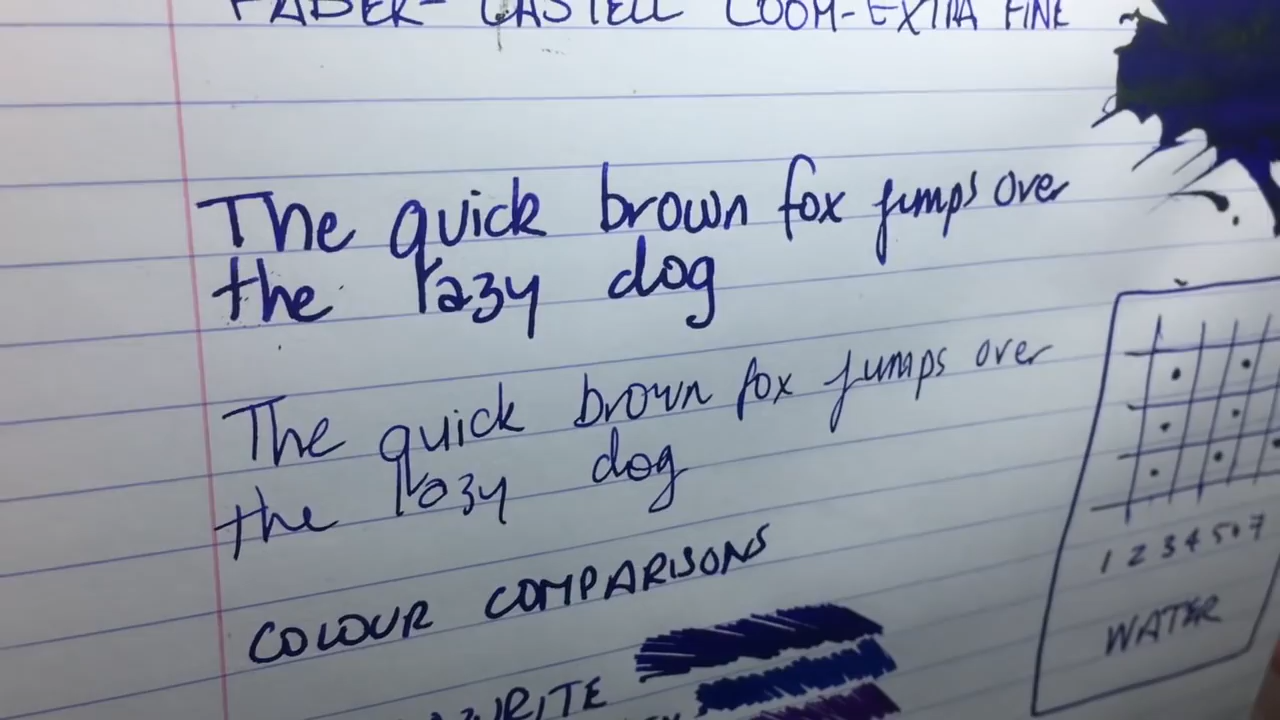 FABER-CASTELL LOOM-EXTRA FINE
The quick brown fox jumps over
the lazy dog
The quick brown fox jumps over
the lazy dog
COLOUR COMPARISONS
1 2 3 4 5 6 7
WATER